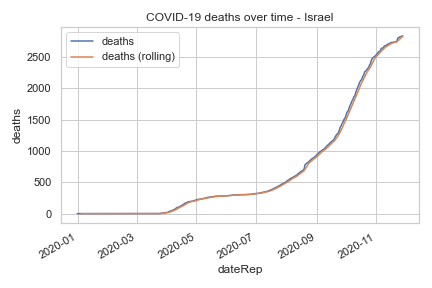 COVID-19 deaths over time - Israel
deaths
deaths (rolling)
deaths
2500
2000
1500
1000
500
0
2020-01
2020-03
2020-05
2020-07
2020-09
2020-11
dateRep